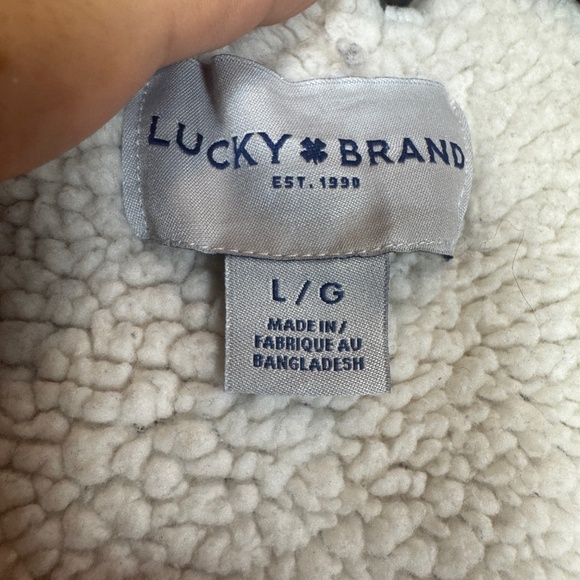 LUCKY BRAND
EST. 1990
L/G
MADE IN/
FABRIQUE AU
BANGLADESH